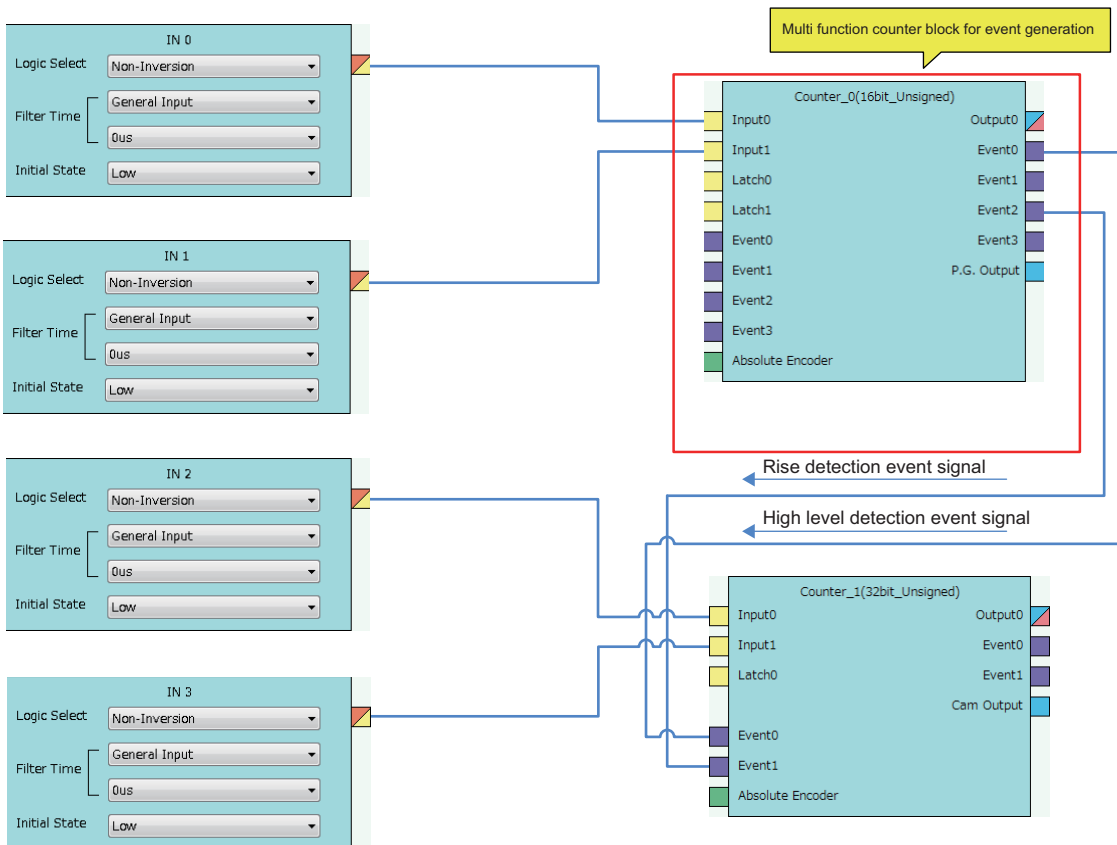 IN 0
Logic Select
Non-Inversion
Filter Time
General Input
0us
Initial State
Low
IN 1
Logic Select
Non-Inversion
Filter Time
General Input
0us
Initial State
Low
IN 2
Logic Select
Non-Inversion
Filter Time
General Input
0us
Initial State
Low
IN 3
Logic Select
Non-Inversion
Filter Time
General Input
0us
Initial State
Low
Multi function counter block for event generation
Counter_0(16bit_Unsigned)
Input0
Input1
Latch0
Latch1
Event0
Event1
Event2
Event3
Absolute Encoder
Output0
Event0
Event1
Event2
Event3
P.G. Output
Rise detection event signal
High level detection event signal
Counter_1(32bit_Unsigned)
Input0
Input1
Latch0
Event0
Event1
Absolute Encoder
Output0
Event0
Event1
Cam Output